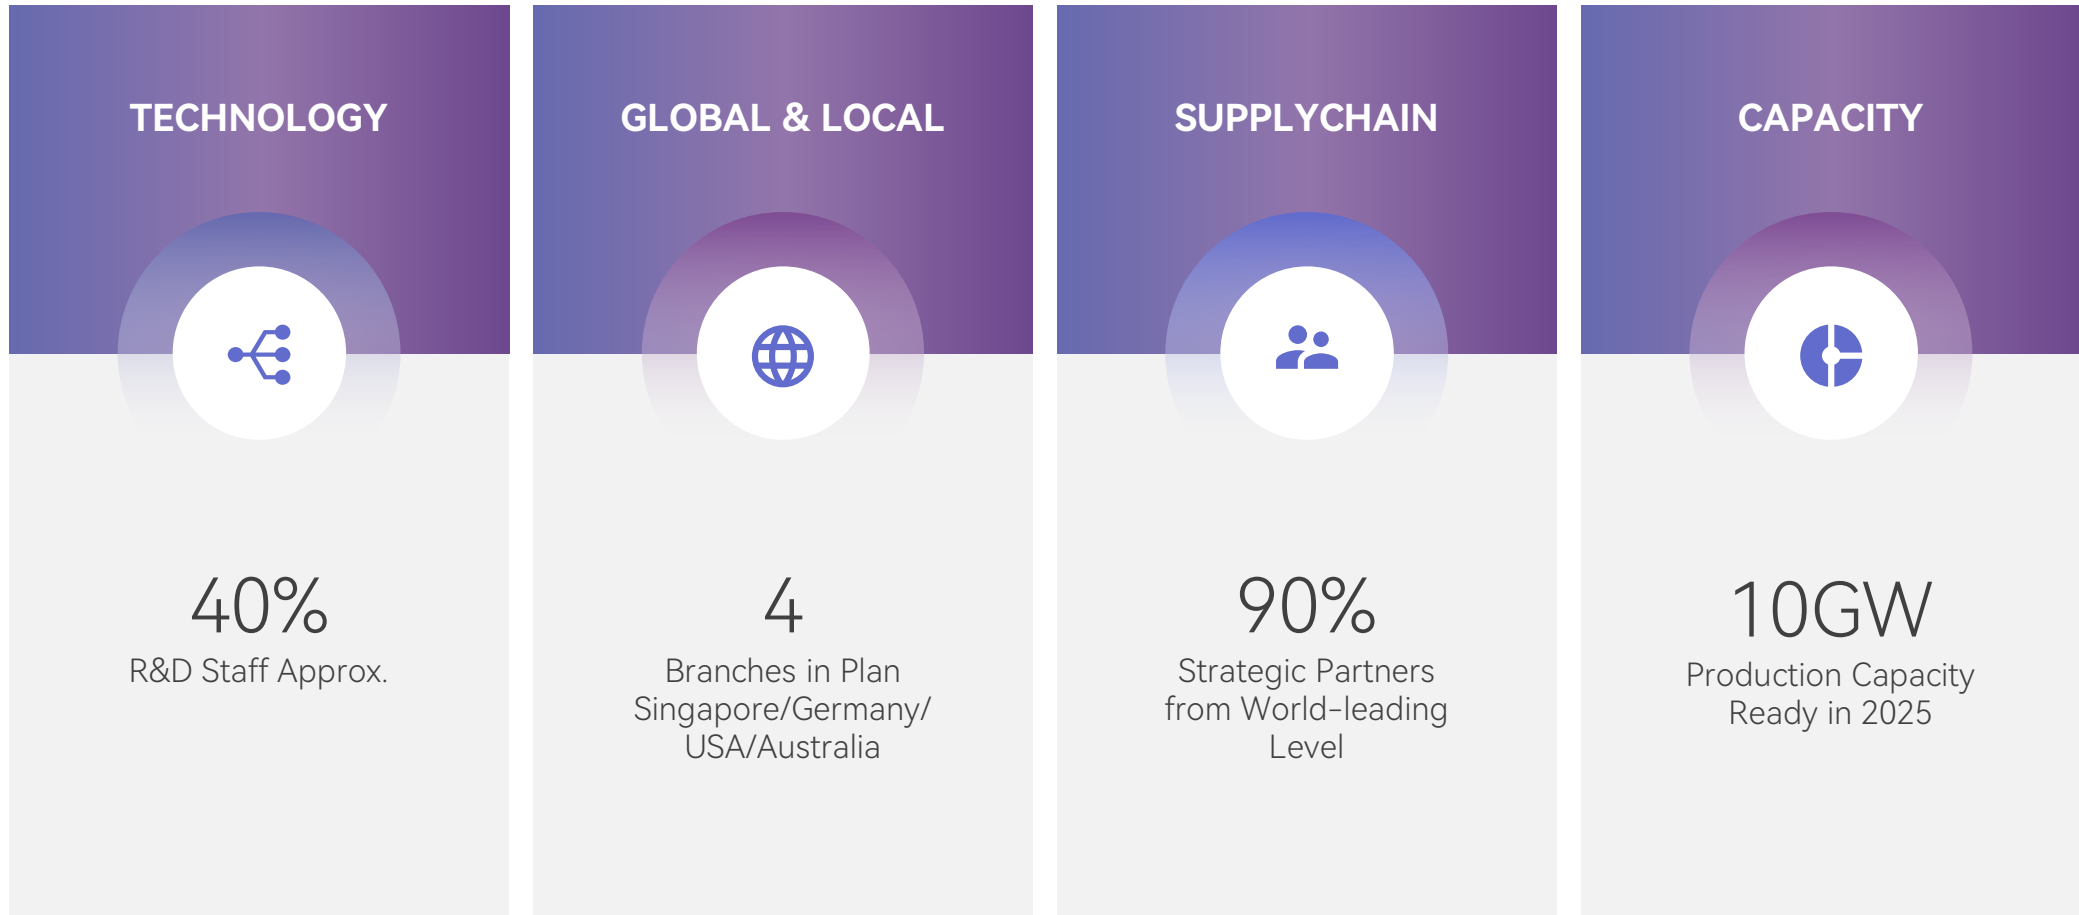 TECHNOLOGY
40%
R&D Staff Approx.
GLOBAL & LOCAL
4
Branches in Plan
Singapore/Germany/
USA/Australia
SUPPLYCHAIN
90%
Strategic Partners
from World-leading
Level
CAPACITY
10GW
Production Capacity
Ready in 2025